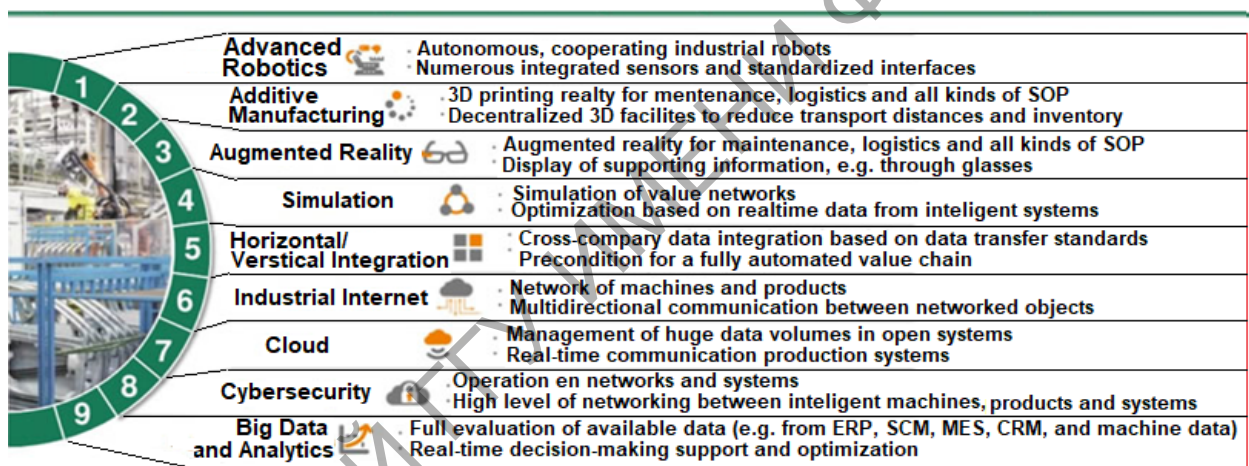 1
Advanced
Robotics
· Autonomous, cooperating industrial robots
· Numerous integrated sensors and standardized interfaces
2
Additive
Manufacturing
· 3D printing realty for mentenance, logistics and all kinds of SOP
· Decentralized 3D facilites to reduce transport distances and inventory
3
Augmented Reality
· Augmented reality for maintenance, logistics and all kinds of SOP
· Display of supporting information, e.g. through glasses
4
Simulation
· Simulation of value networks
· Optimization based on realtime data from inteligent systems
5
Horizontal/
Verstical Integration
· Cross-compary data integration based on data transfer standards
· Precondition for a fully automated value chain
6
Industrial Internet
· Network of machines and products
· Multidirectional communication between networked objects
7
Cloud
· Management of huge data volumes in open systems
· Real-time communication production systems
8
Cybersecurity
· Operation en networks and systems
· High level of networking between inteligent machines, products and systems
9
Big Data
and Analytics
· Full evaluation of available data (e.g. from ERP, SCM, MES, CRM, and machine data)
· Real-time decision-making support and optimization
ГГУ ИМЕНИ Ф